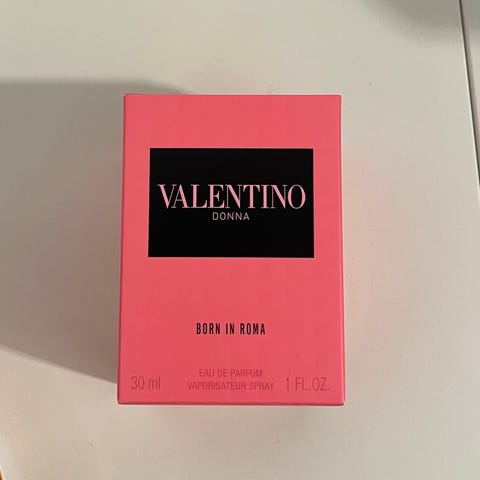 VALENTINO
DONNA
BORN IN ROMA
EAU DE PARFUM
30 ml VAPORISATEUR SPRAY 1 FL.OZ.